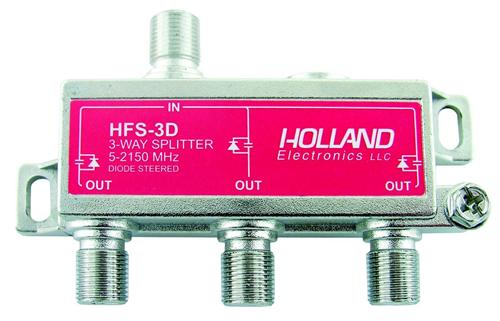 IN
HFS-3D
3-WAY SPLITTER
5-2150 MHz
DIODE STEERED
HOLLAND
Electronics LLC
OUT
OUT
OUT